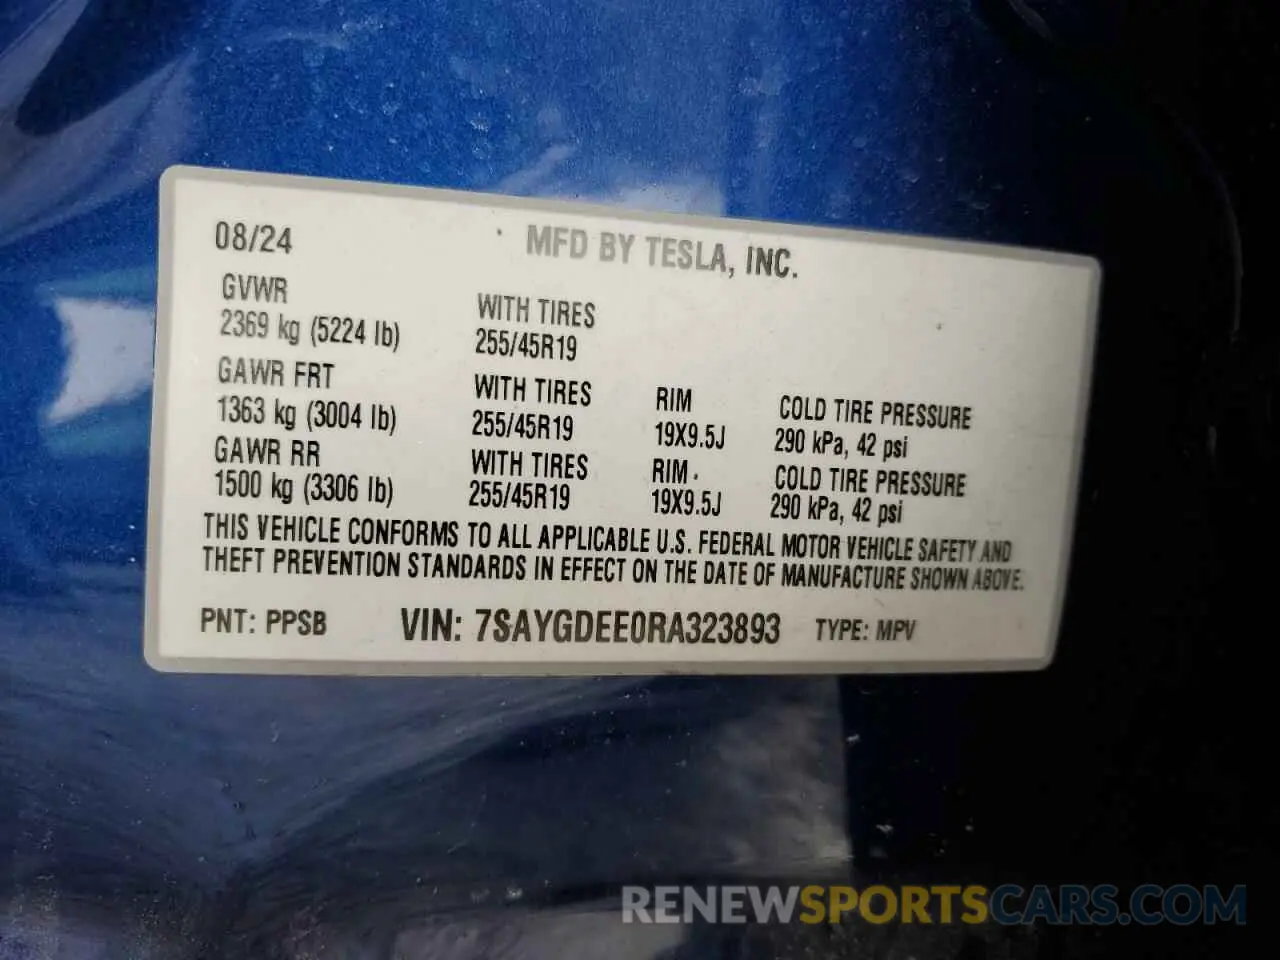 08/24 MFD BY TESLA, INC.
GVWR
2369 kg (5224 lb) WITH TIRES
255/45R19
GAWR FRT
1363 kg (3004 lb) WITH TIRES RIM COLD TIRE PRESSURE
255/45R19 19X9.5J 290 kPa, 42 psi
GAWR RR
1500 kg (3306 lb) WITH TIRES RIM COLD TIRE PRESSURE
255/45R19 19X9.5J 290 kPa, 42 psi
THIS VEHICLE CONFORMS TO ALL APPLICABLE U.S. FEDERAL MOTOR VEHICLE SAFETY AND
THEFT PREVENTION STANDARDS IN EFFECT ON THE DATE OF MANUFACTURE SHOWN ABOVE.
PNT: PPSB VIN: 7SAYGDEE0RA323893 TYPE: MPV
RENEWSPORTSCARS.COM